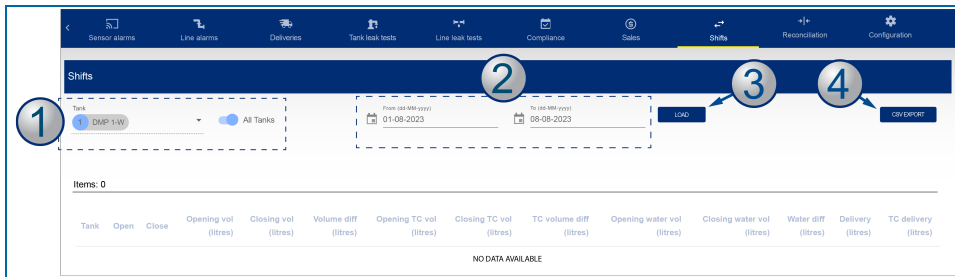 Sensor alarms Line alarms Deliveries Tank leak tests Line leak tests Compliance Sales Shifts Reconciliation Configuration
Shifts
1 2 3 4
Tank
1 DMP 1-W All Tanks
From (dd-MM-yyyy) To (dd-MM-yyyy)
01-08-2023 08-08-2023 LOAD CSV EXPORT
Items: 0
Tank Open Close Opening vol (litres) Closing vol (litres) Volume diff (litres) Opening TC vol (litres) Closing TC vol (litres) TC volume diff (litres) Opening water vol (litres) Closing water vol (litres) Water diff (litres) Delivery (litres) TC delivery (litres)
NO DATA AVAILABLE